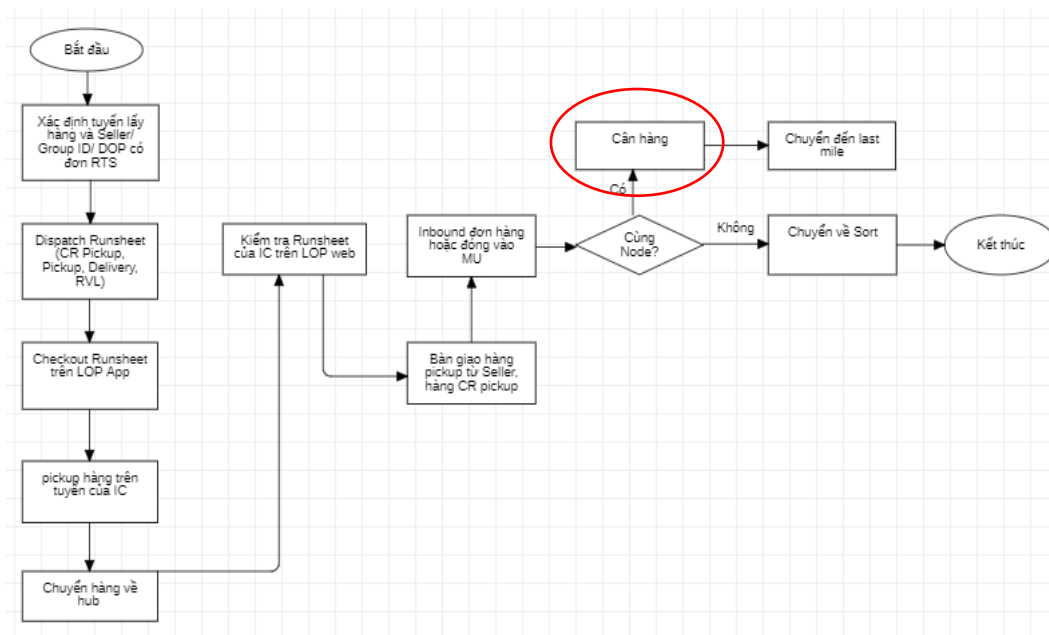 Bắt đầu
Xác định tuyến lấy
hàng và Seller/
Group ID/ DOP có
đơn RTS
Dispatch Runsheet
(CR Pickup,
Pickup, Delivery,
RVL)
Checkout Runsheet
trên LOP App
pickup hàng trên
tuyến của IC
Chuyển hàng về
hub
Kiểm tra Runsheet
của IC trên LOP web
Bàn giao hàng
pickup từ Seller,
hàng CR pickup
Inbound đơn hàng
hoặc đóng vào
MU
Cùng
Node?
Có
Cân hàng
Chuyển đến last
mile
Không
Chuyển về Sort
Kết thúc